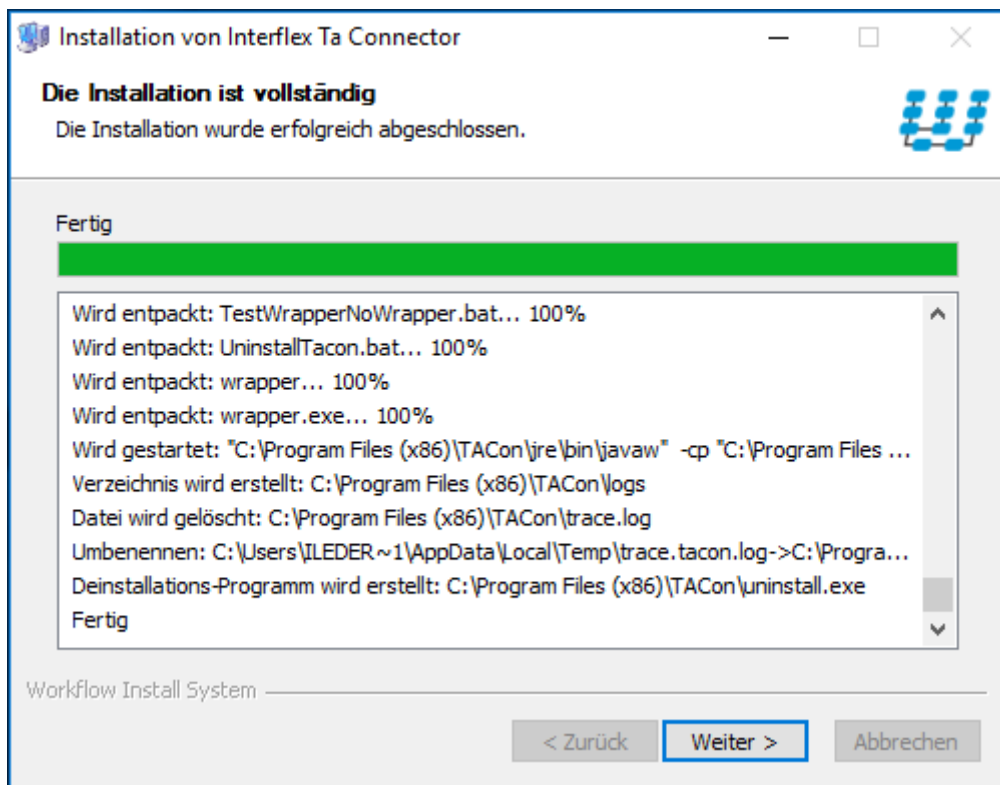 Installation von Interflex Ta Connector
Die Installation ist vollständig
Die Installation wurde erfolgreich abgeschlossen.
Fertig
Wird entpackt: TestWrapperNoWrapper.bat... 100%
Wird entpackt: UninstallTacon.bat... 100%
Wird entpackt: wrapper... 100%
Wird entpackt: wrapper.exe... 100%
Wird gestartet: "C:\Program Files (x86)\TACon\jre\bin\javaw" -cp "C:\Program Files ...
Verzeichnis wird erstellt: C:\Program Files (x86)\TACon\logs
Datei wird gelöscht: C:\Program Files (x86)\TACon\trace.log
Umbenennen: C:\Users\ILEDER~1\AppData\Local\Temp\trace.tacon.log->C:\Progra...
Deinstallations-Programm wird erstellt: C:\Program Files (x86)\TACon\uninstall.exe
Fertig
Workflow Install System
< Zurück Weiter > Abbrechen